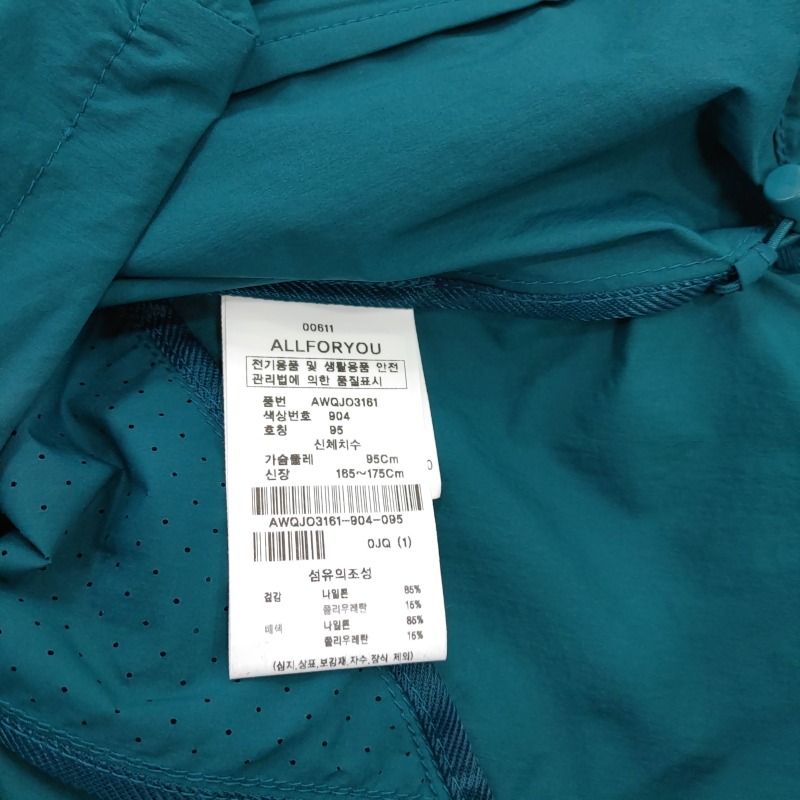 00611
ALLFORYOU
전기용품 및 생활용품 안전
관리법에 의한 품질표시
품번 AWQJO3161
색상번호 904
호칭 95
신체치수
가슴둘레 95Cm
신장 165~175Cm
AWQJO3161-904-095
0JQ (1)
섬유의조성
겉감 나일론 85%
폴리우레탄 15%
배색 나일론 85%
폴리우레탄 15%
(심지,상표,보강재,자수,장식 제외)